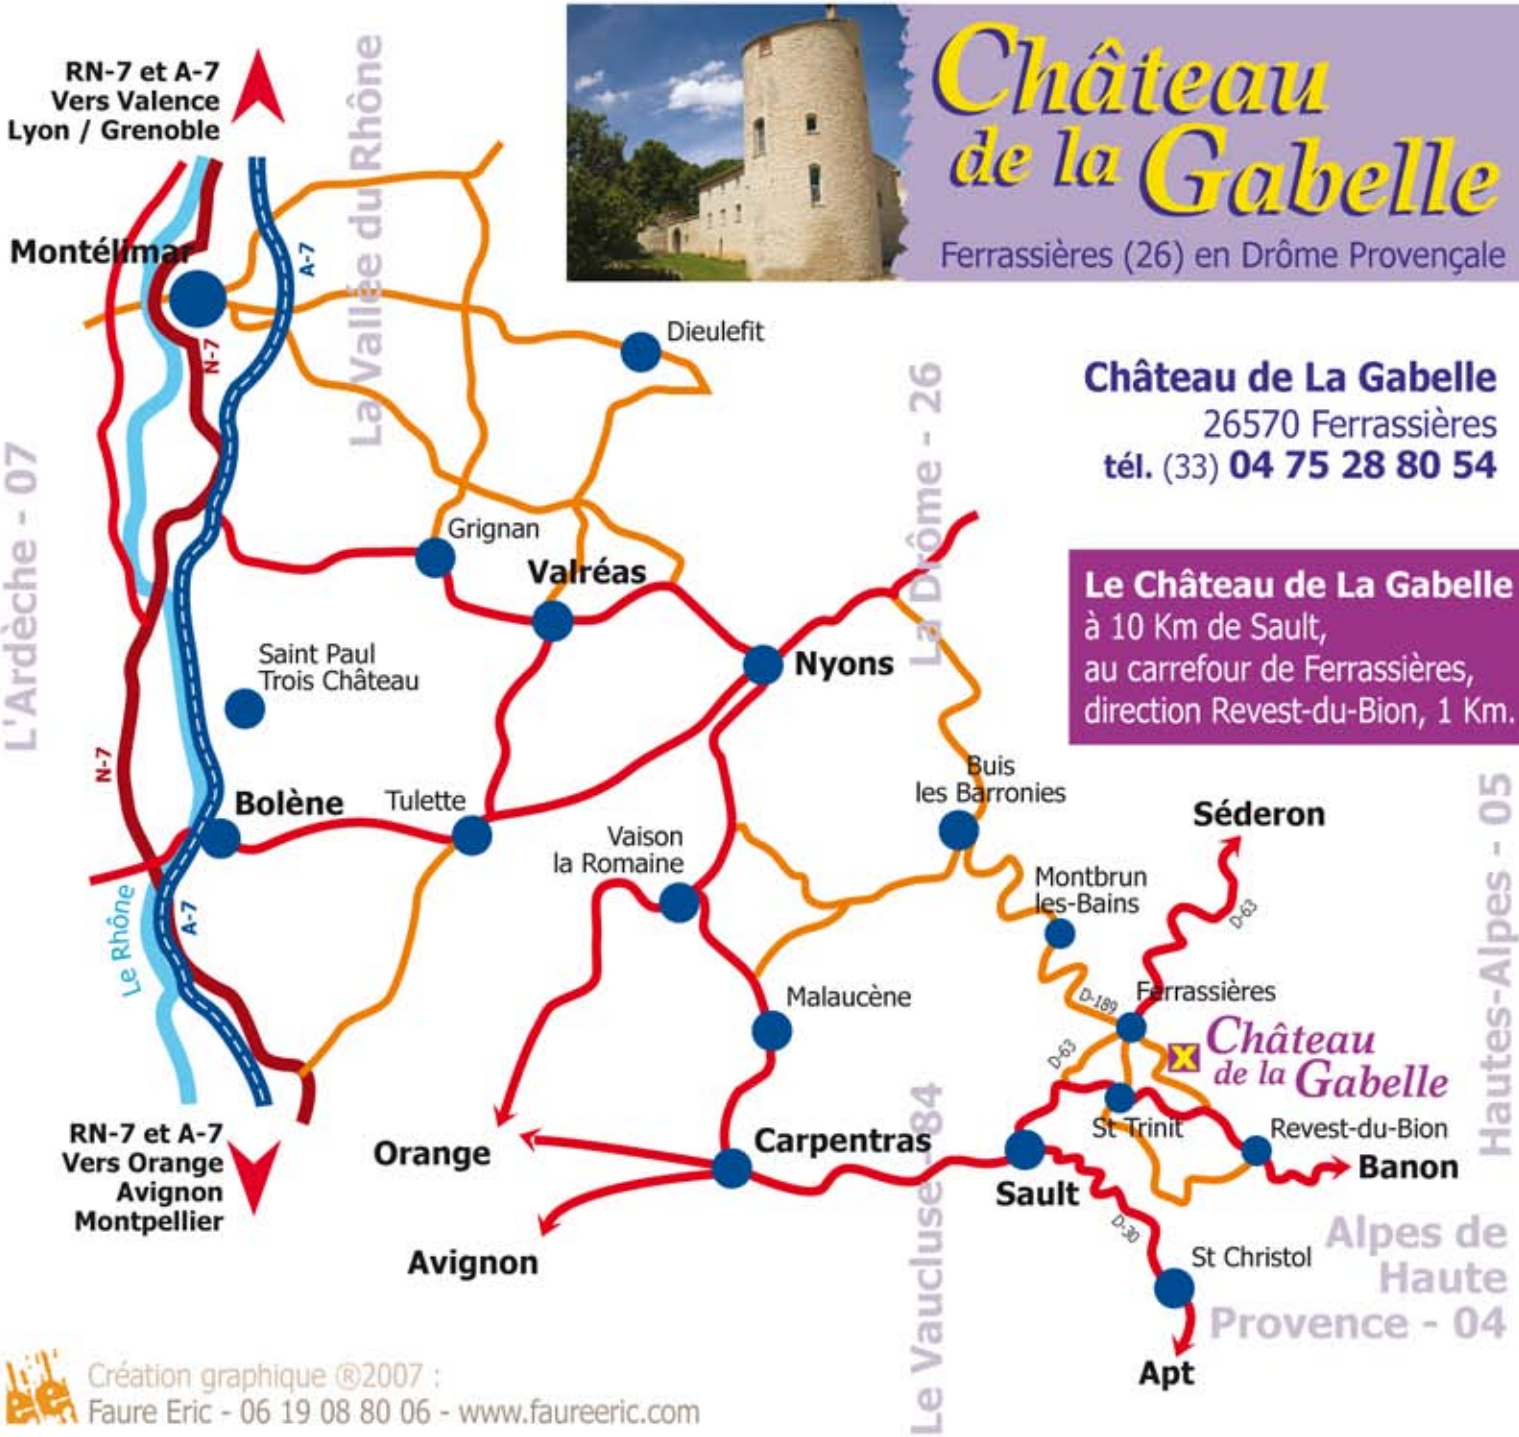 RN-7 et A-7
Vers Valence
Lyon / Grenoble
La Vallée du Rhône
Château
de la Gabelle
Ferrassières (26) en Drôme Provençale
Montélimar
A-7
N-7
Dieulefit
La Drôme - 26
Château de La Gabelle
26570 Ferrassières
tél. (33) 04 75 28 80 54
L'Ardèche - 07
Grignan
Valréas
Le Château de La Gabelle
à 10 Km de Sault,
au carrefour de Ferrassières,
direction Revest-du-Bion, 1 Km.
Saint Paul
Trois Château
Nyons
N-7
Buis
les Barronies
Bolène
Tulette
Séderon
Hautes-Alpes - 05
Vaison
la Romaine
Montbrun
les-Bains
D-63
Le Rhône
A-7
Malaucène
D-189
Ferrassières
Château
de la Gabelle
D-63
RN-7 et A-7
Vers Orange
Avignon
Montpellier
Orange
Carpentras
St Trinit
Revest-du-Bion
Banon
Sault
Le Vaucluse - 84
D-30
Avignon
St Christol
Alpes de
Haute
Provence - 04
Apt
Création graphique ®2007 :
Faure Eric - 06 19 08 80 06 - www.faureeric.com